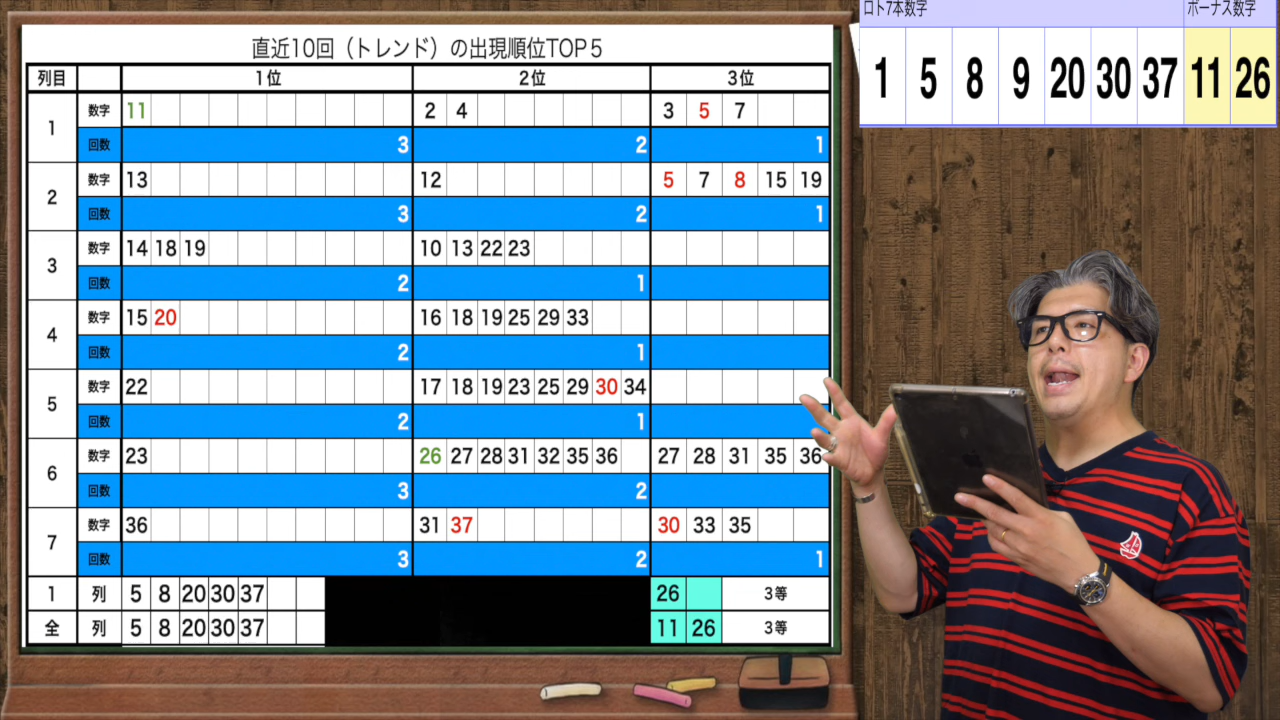 ロト7本数字 ボーナス数字
1 5 8 9 20 30 37 11 26
直近10回（トレンド）の出現順位TOP５
列目 1位 2位 3位
1 数字 11 2 4 3 5 7
回数 3 2 1
2 数字 13 12 5 7 8 15 19
回数 3 2 1
3 数字 14 18 19 10 13 22 23
回数 2 1
4 数字 15 20 16 18 19 25 29 33
回数 2 1
5 数字 22 17 18 19 23 25 29 30 34
回数 2 1
6 数字 23 26 27 28 31 32 35 36 27 28 31 35 36
回数 3 2
7 数字 36 31 37 30 33 35
回数 3 2 1
1 列 5 8 20 30 37 26 3等
全 列 5 8 20 30 37 11 26 3等